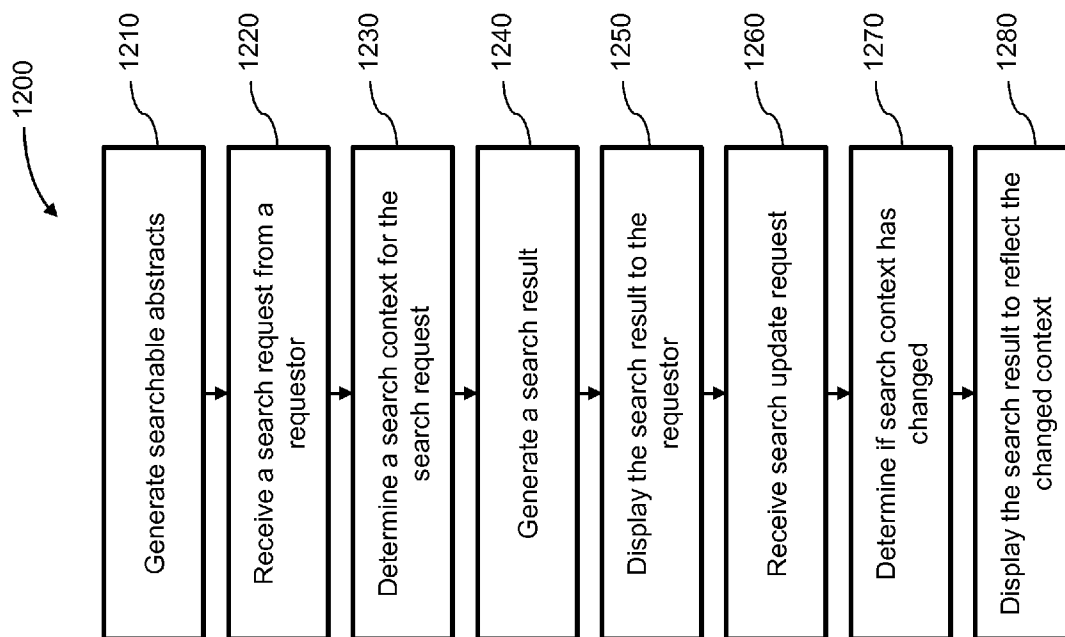 1200
Generate searchable abstracts
1210
Receive a search request from a
requestor
1220
Determine a search context for the
search request
1230
Generate a search result
1240
Display the search result to the
requestor
1250
Receive search update request
1260
Determine if search context has
changed
1270
Display the search result to reflect the
changed context
1280